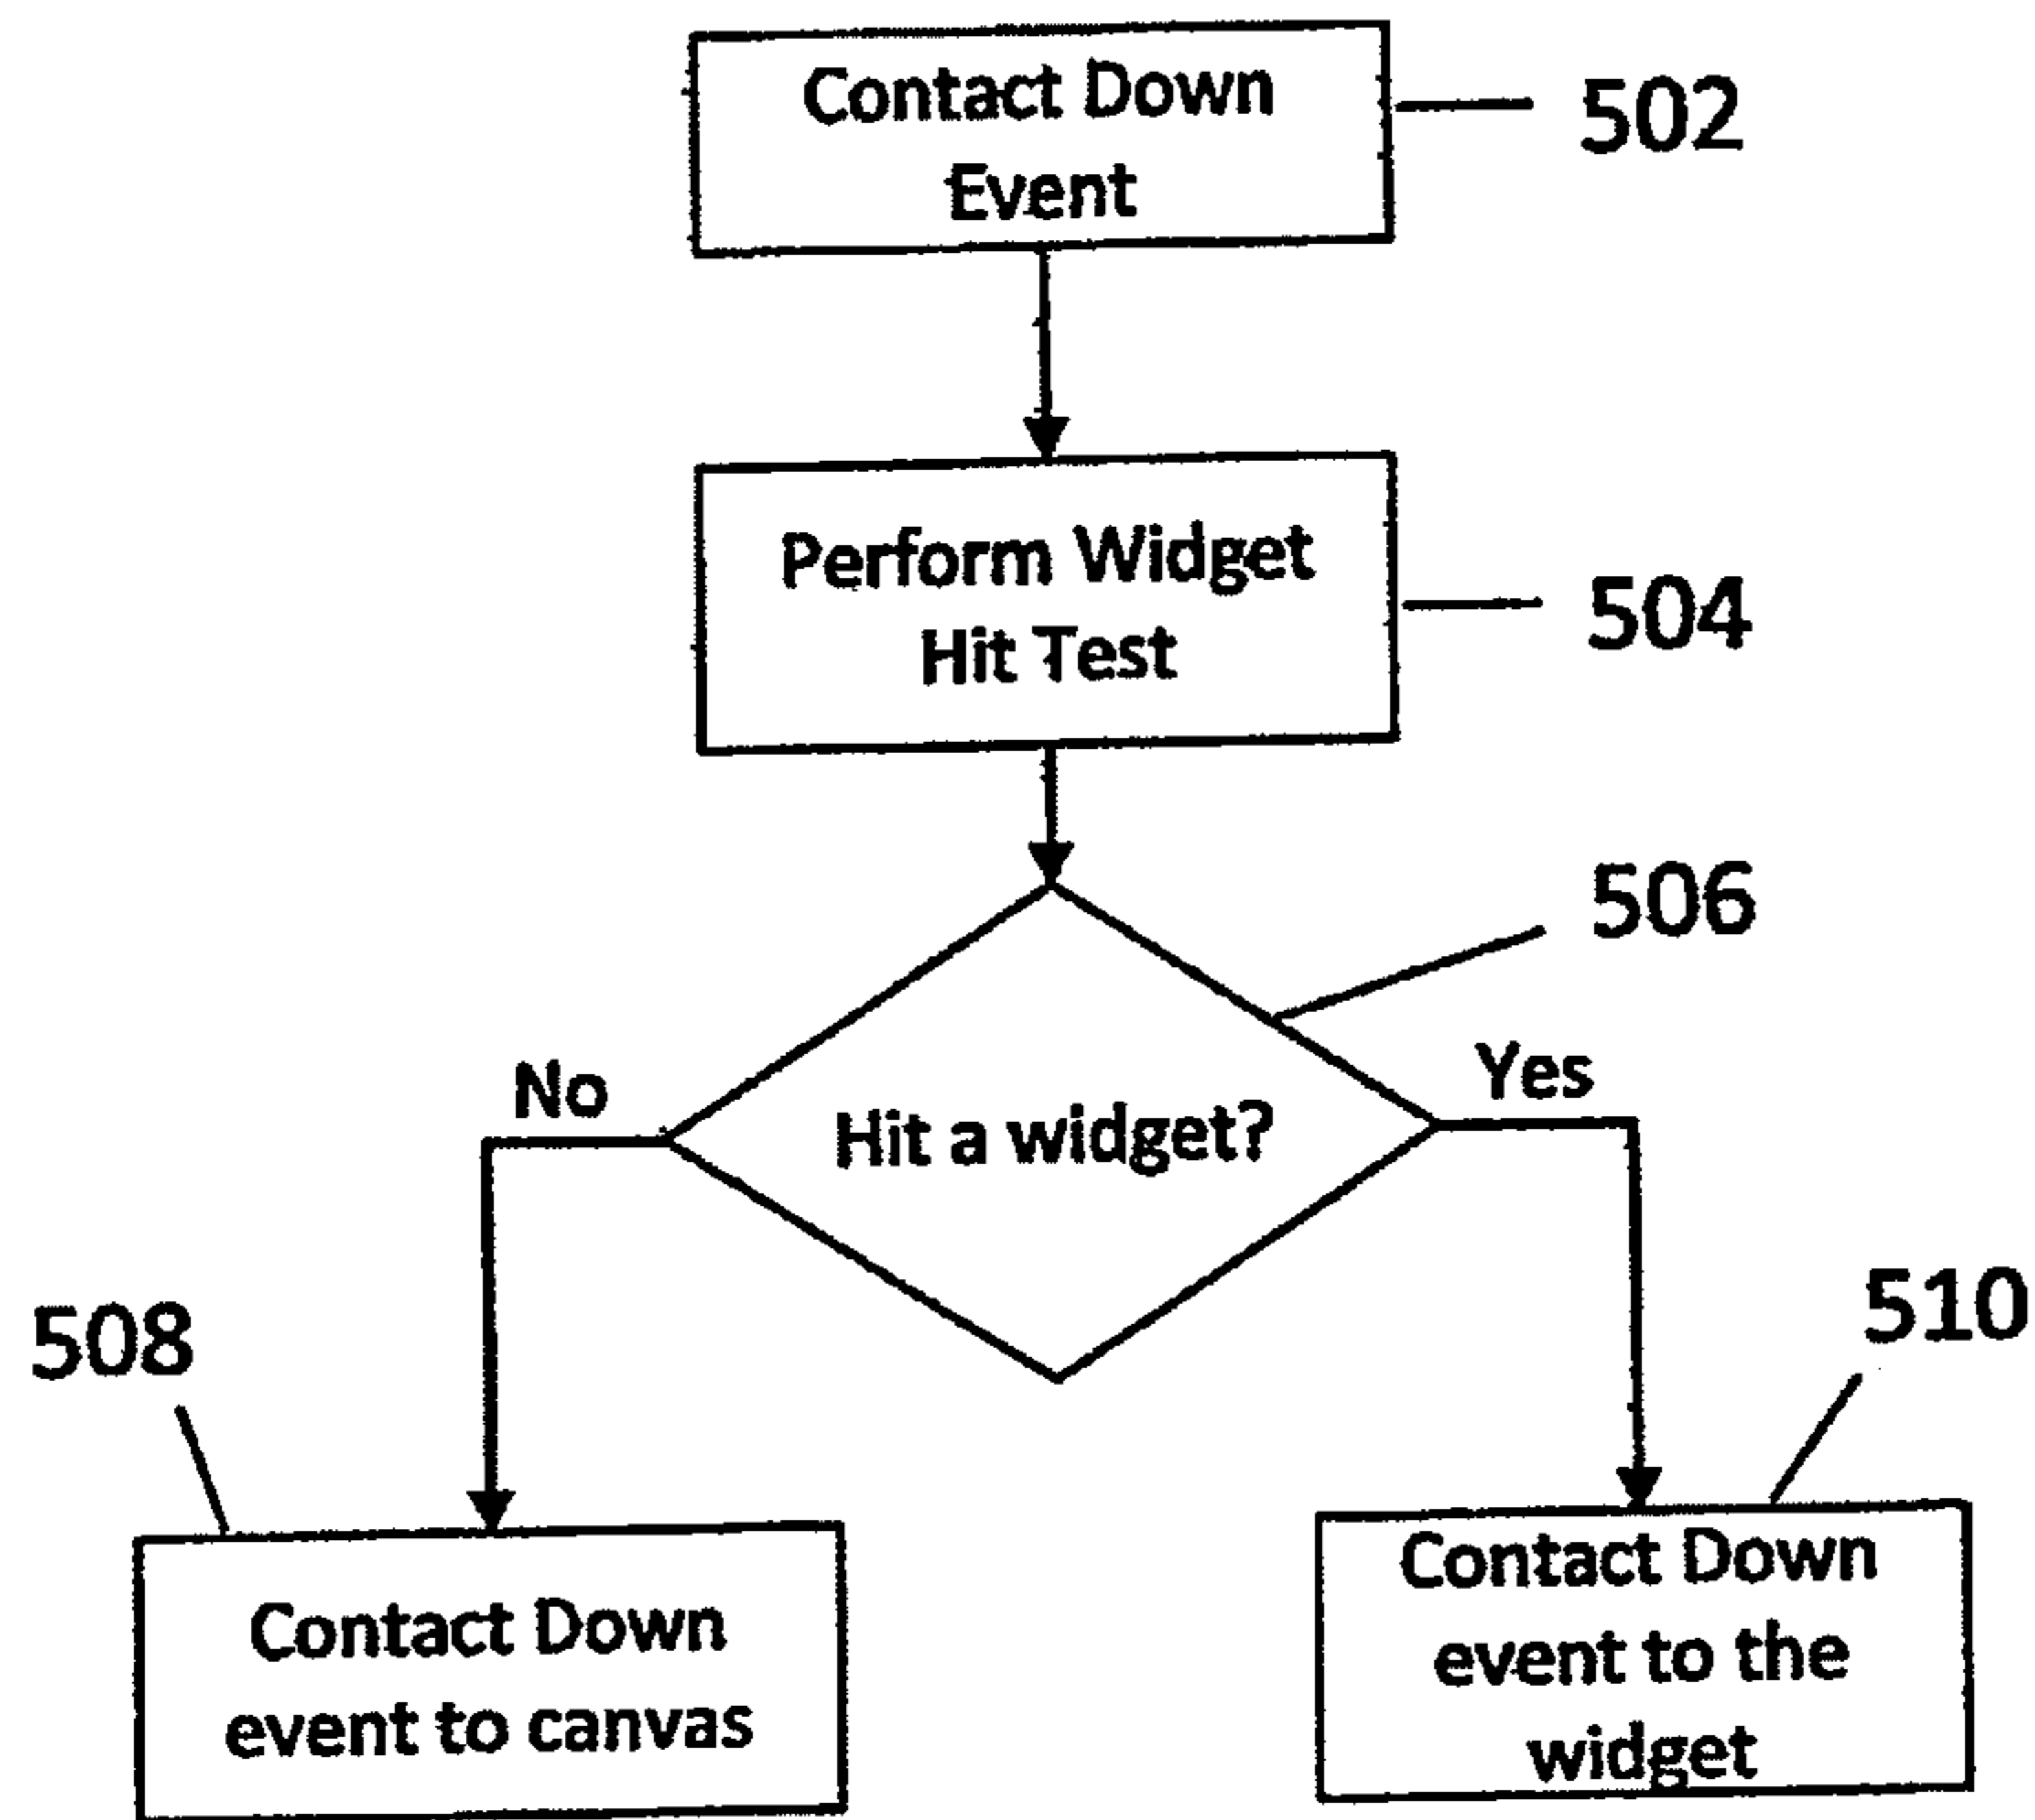 Contact Down
Event
502
Perform Widget
Hit Test
504
506
No
Yes
Hit a widget?
508
510
Contact Down
event to canvas
Contact Down
event to the
widget